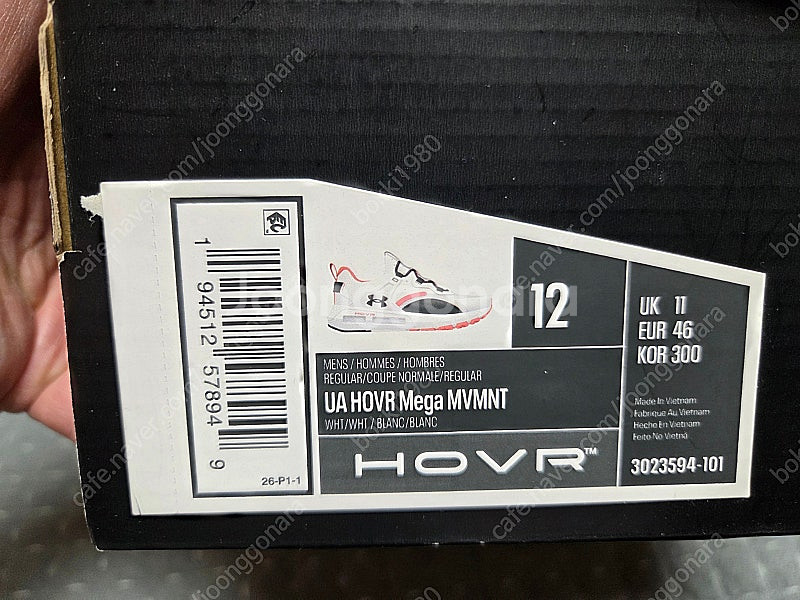 1 94512 57894 9
26-P1-1
12
UK 11
EUR 46
KOR 300
MENS / HOMMES / HOMBRES
REGULAR/COUPE NORMALE/REGULAR
UA HOVR Mega MVMNT
WHT/WHT / BLANC/BLANC
HOVR™
Made In Vietnam
Fabrique Au Vietnam
Hecho En Vietnam
Feito No Vietnã
3023594-101
Joonggonara
cafe.naver.com/joonggonara
bokki1980